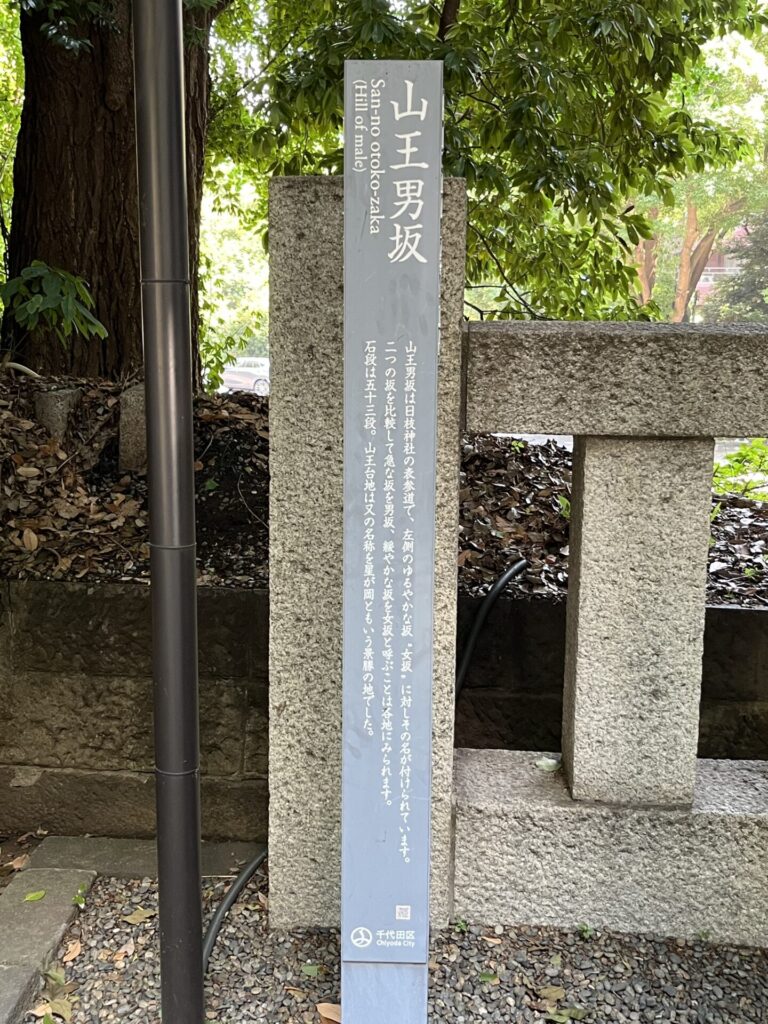 山王男坂
San-no otoko-zaka
(Hill of male)
山王男坂は日枝神社の表参道で、左側のゆるやかな坂〝女坂〟に対しその名が付けられています。
二つの坂を比較して急な坂を男坂、緩やかな坂を女坂と呼ぶことは各地にみられます。
石段は五十三段。山王台地は又の名称を星が岡ともいう景勝の地でした。
千代田区
Chiyoda City